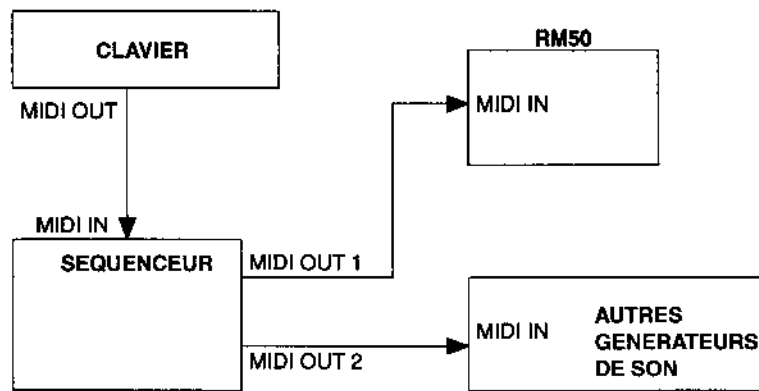 CLAVIER
RM50
MIDI OUT
MIDI IN
MIDI IN
SEQUENCEUR
MIDI OUT 1
MIDI IN
AUTRES
GENERATEURS
DE SON
MIDI OUT 2